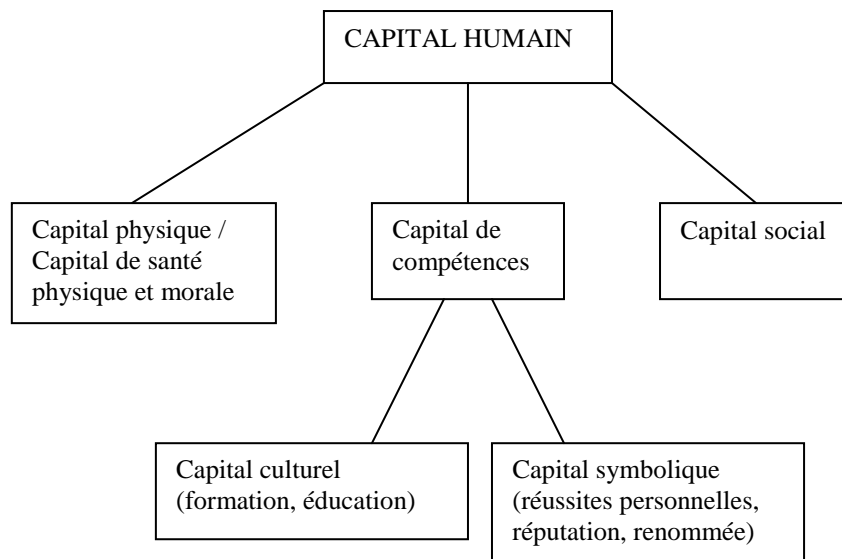 CAPITAL HUMAIN
Capital physique /
Capital de santé
physique et morale
Capital de
compétences
Capital social
Capital culturel
(formation, éducation)
Capital symbolique
(réussites personnelles,
réputation, renommée)